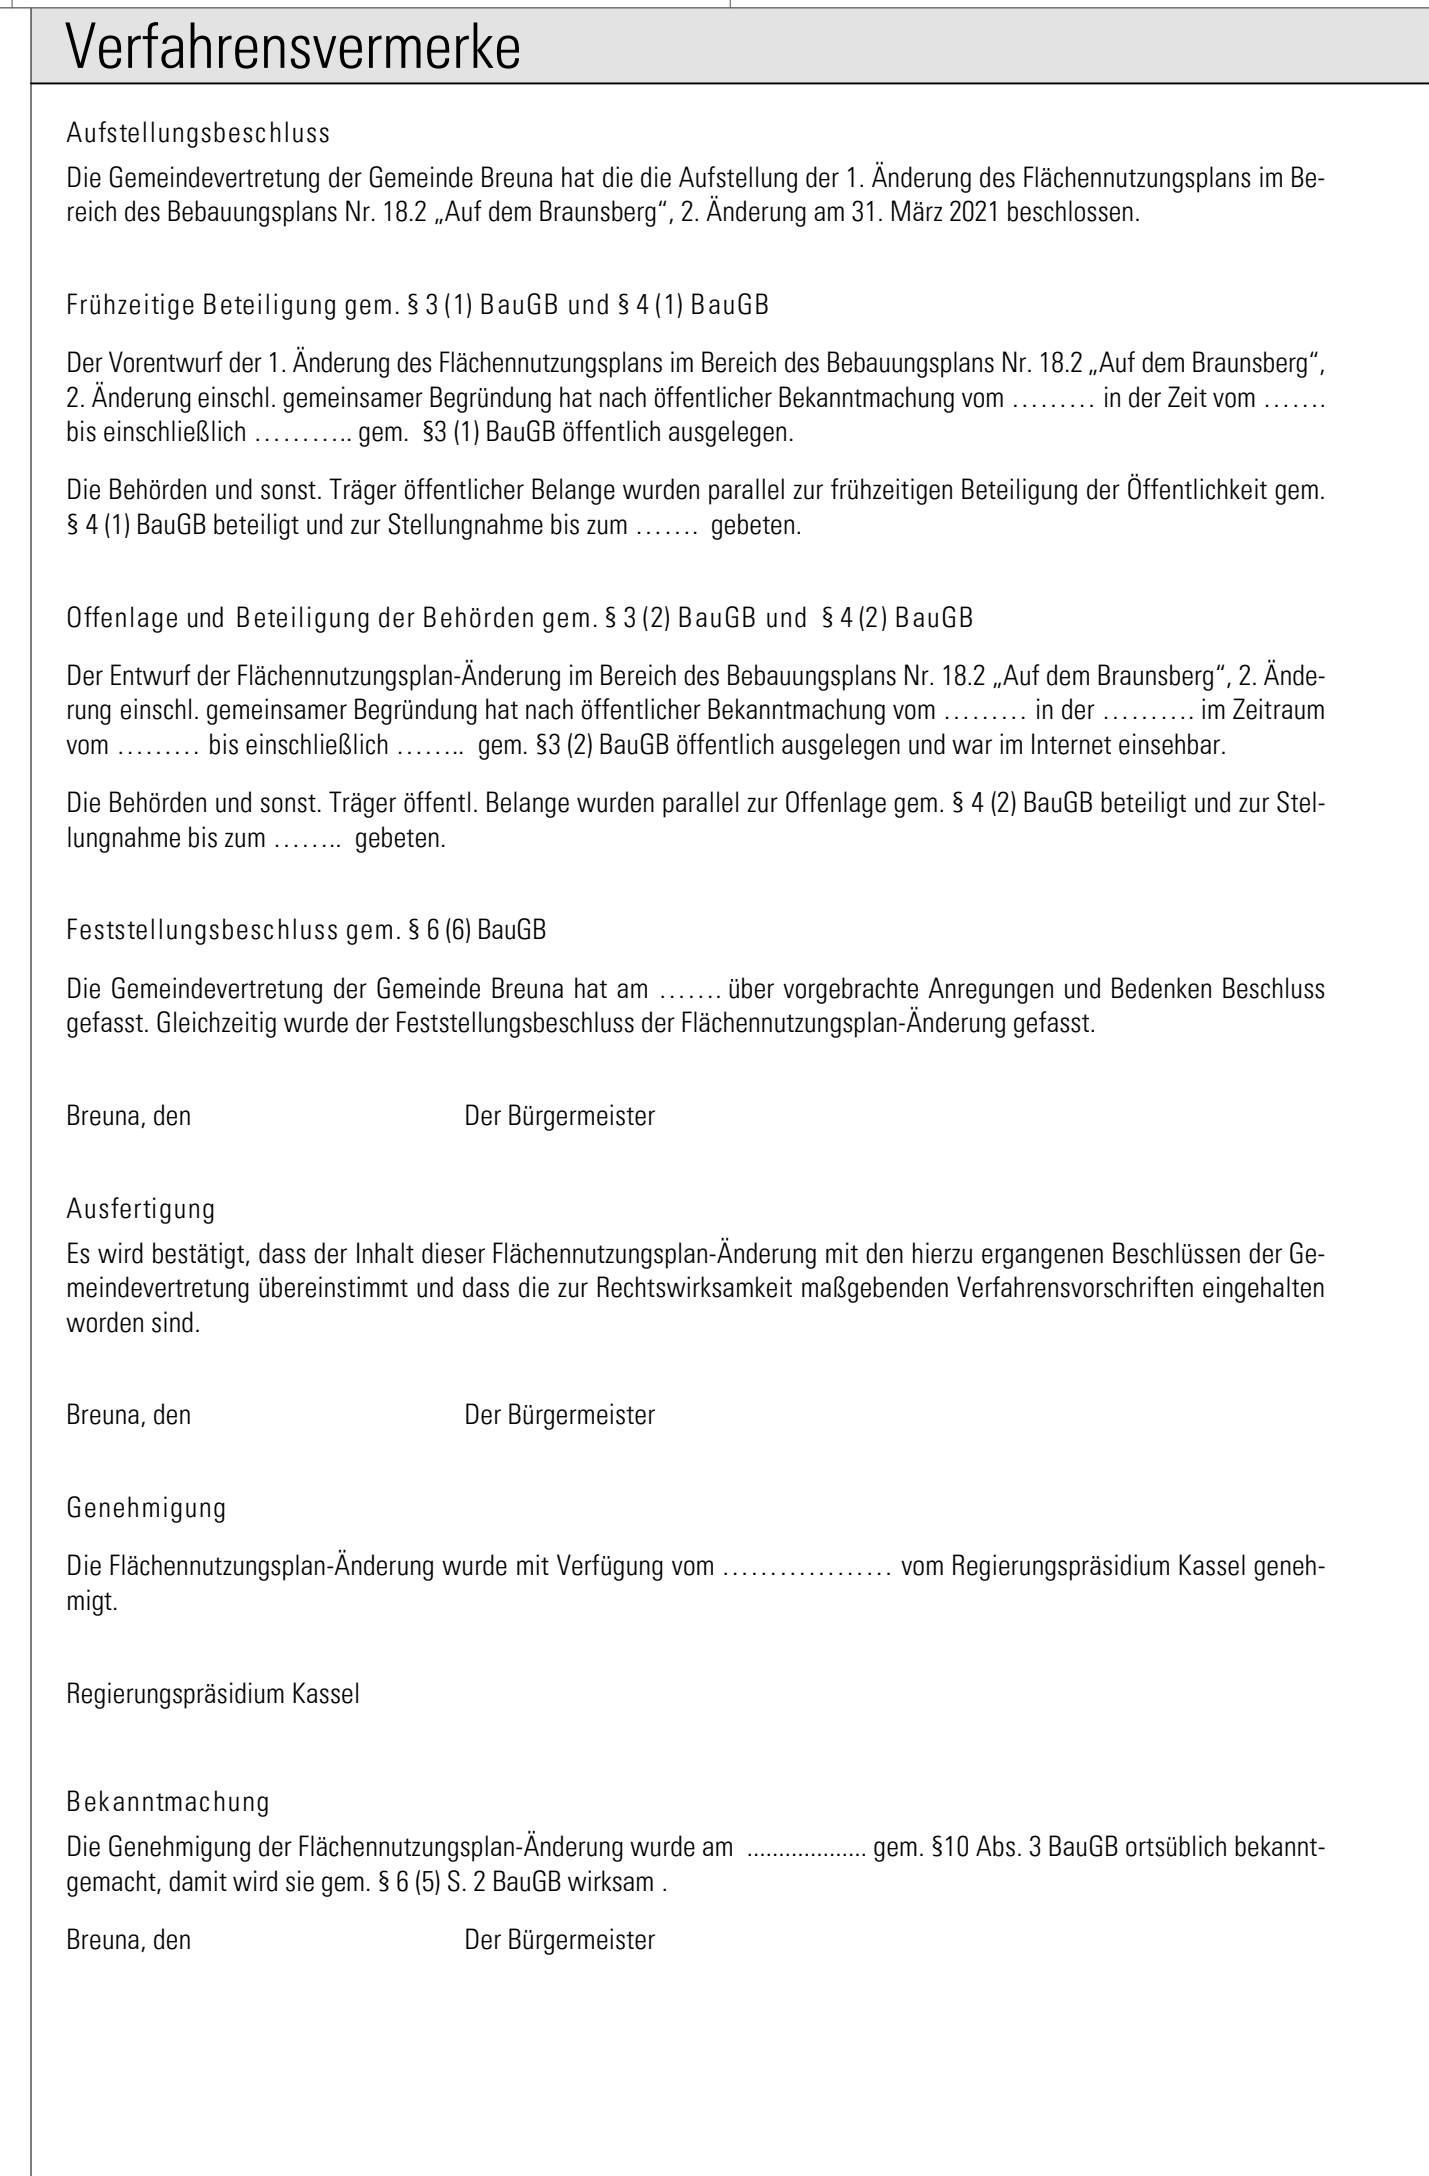 Verfahrensvermerke
Aufstellungsbeschluss
Die Gemeindevertretung der Gemeinde Breuna hat die die Aufstellung der 1. Änderung des Flächennutzungsplans im Be-
reich des Bebauungsplans Nr. 18.2 „Auf dem Braunsberg“, 2. Änderung am 31. März 2021 beschlossen.
Frühzeitige Beteiligung gem. § 3 (1) BauGB und § 4 (1) BauGB
Der Vorentwurf der 1. Änderung des Flächennutzungsplans im Bereich des Bebauungsplans Nr. 18.2 „Auf dem Braunsberg“,
2. Änderung einschl. gemeinsamer Begründung hat nach öffentlicher Bekanntmachung vom ……… in der Zeit vom …….
bis einschließlich ……….. gem. §3 (1) BauGB öffentlich ausgelegen.
Die Behörden und sonst. Träger öffentlicher Belange wurden parallel zur frühzeitigen Beteiligung der Öffentlichkeit gem.
§ 4 (1) BauGB beteiligt und zur Stellungnahme bis zum ……. gebeten.
Offenlage und Beteiligung der Behörden gem. § 3 (2) BauGB und § 4 (2) BauGB
Der Entwurf der Flächennutzungsplan-Änderung im Bereich des Bebauungsplans Nr. 18.2 „Auf dem Braunsberg“, 2. Ände-
rung einschl. gemeinsamer Begründung hat nach öffentlicher Bekanntmachung vom ……… in der ………. im Zeitraum
vom ……… bis einschließlich …….. gem. §3 (2) BauGB öffentlich ausgelegen und war im Internet einsehbar.
Die Behörden und sonst. Träger öffentl. Belange wurden parallel zur Offenlage gem. § 4 (2) BauGB beteiligt und zur Stel-
lungnahme bis zum …….. gebeten.
Feststellungsbeschluss gem. § 6 (6) BauGB
Die Gemeindevertretung der Gemeinde Breuna hat am ……. über vorgebrachte Anregungen und Bedenken Beschluss
gefasst. Gleichzeitig wurde der Feststellungsbeschluss der Flächennutzungsplan-Änderung gefasst.
Breuna, den Der Bürgermeister
Ausfertigung
Es wird bestätigt, dass der Inhalt dieser Flächennutzungsplan-Änderung mit den hierzu ergangenen Beschlüssen der Ge-
meindevertretung übereinstimmt und dass die zur Rechtswirksamkeit maßgebenden Verfahrensvorschriften eingehalten
worden sind.
Breuna, den Der Bürgermeister
Genehmigung
Die Flächennutzungsplan-Änderung wurde mit Verfügung vom ……………… vom Regierungspräsidium Kassel geneh-
migt.
Regierungspräsidium Kassel
Bekanntmachung
Die Genehmigung der Flächennutzungsplan-Änderung wurde am ................... gem. §10 Abs. 3 BauGB ortsüblich bekannt-
gemacht, damit wird sie gem. § 6 (5) S. 2 BauGB wirksam .
Breuna, den Der Bürgermeister